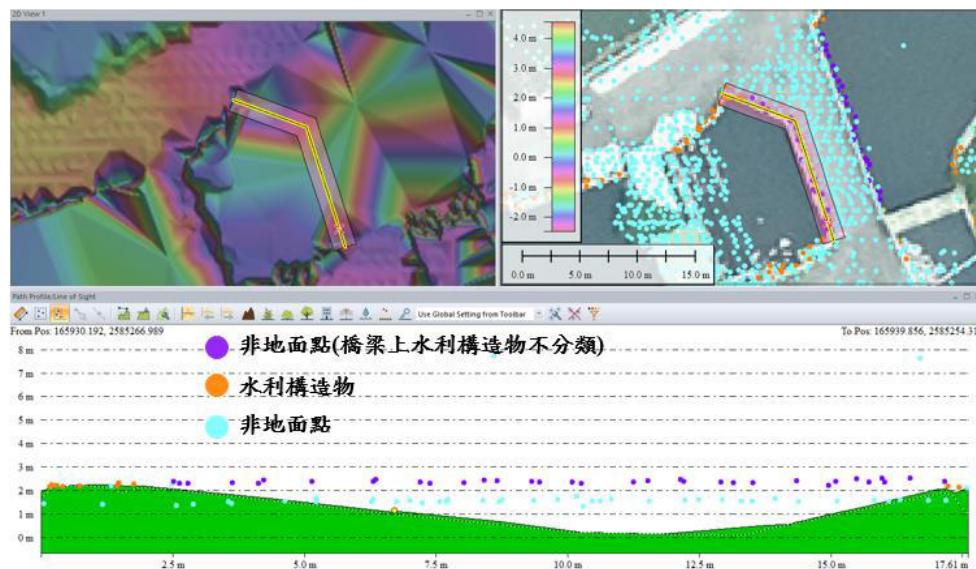 2D View 1
4.0 m
3.0 m
2.0 m
1.0 m
0.0 m
-1.0 m
-2.0 m
0.0 m 5.0 m 10.0 m 15.0 m
Path Profile/Line of Sight
Use Global Setting from Toolbar
From Pos: 165930.192, 2585266.989
To Pos: 165939.856, 2585254.31
非地面點(橋梁上水利構造物不分類)
水利構造物
非地面點
8 m
7 m
6 m
5 m
4 m
3 m
2 m
1 m
0 m
2.5 m 5.0 m 7.5 m 10.0 m 12.5 m 15.0 m 17.61 m